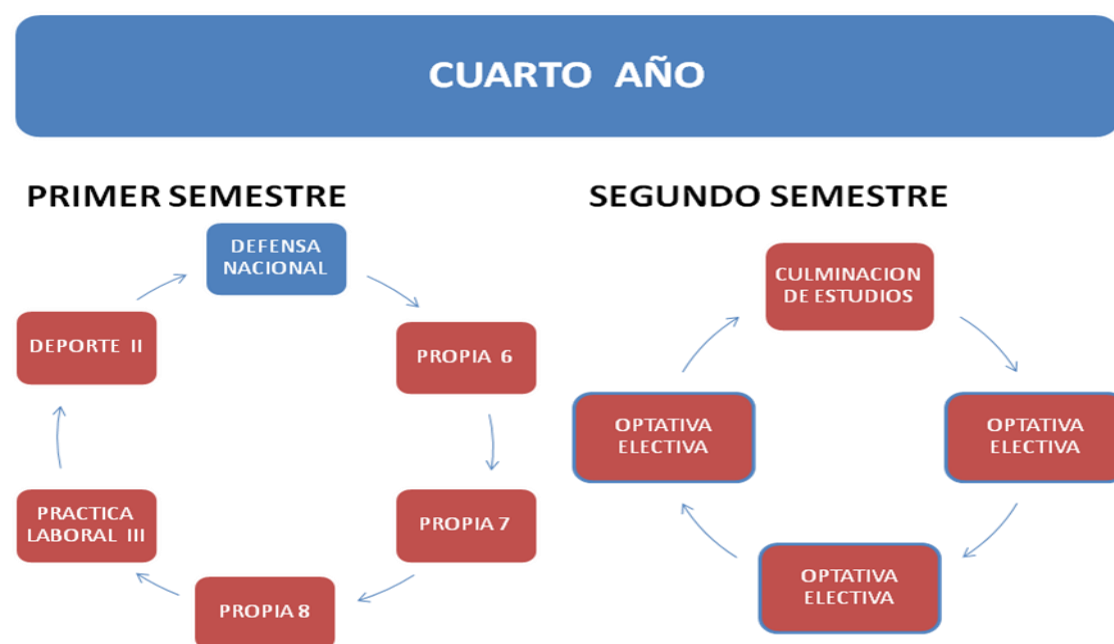 CUARTO AÑO
PRIMER SEMESTRE
DEFENSA
NACIONAL
PROPIA 6
PROPIA 7
PROPIA 8
PRACTICA
LABORAL III
DEPORTE II
SEGUNDO SEMESTRE
CULMINACION
DE ESTUDIOS
OPTATIVA
ELECTIVA
OPTATIVA
ELECTIVA
OPTATIVA
ELECTIVA